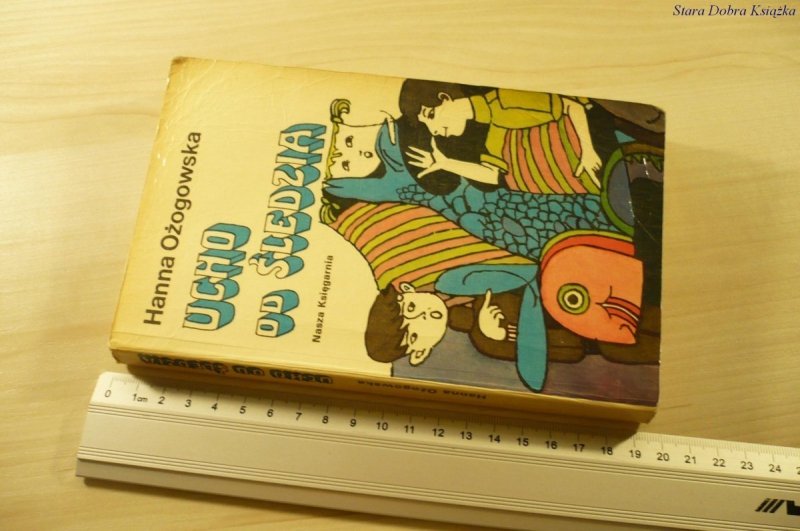 Stara Dobra Książka
Hanna Ożogowska
UCHO
OD ŚLEDZIA
Nasza Księgarnia
UCHO OD ŚLEDZIA
Hanna Ożogowska
0 1cm 2 3 4 5 6 7 8 9 10 11 12 13 14 15 16 17 18 19 20 21 22 23 24